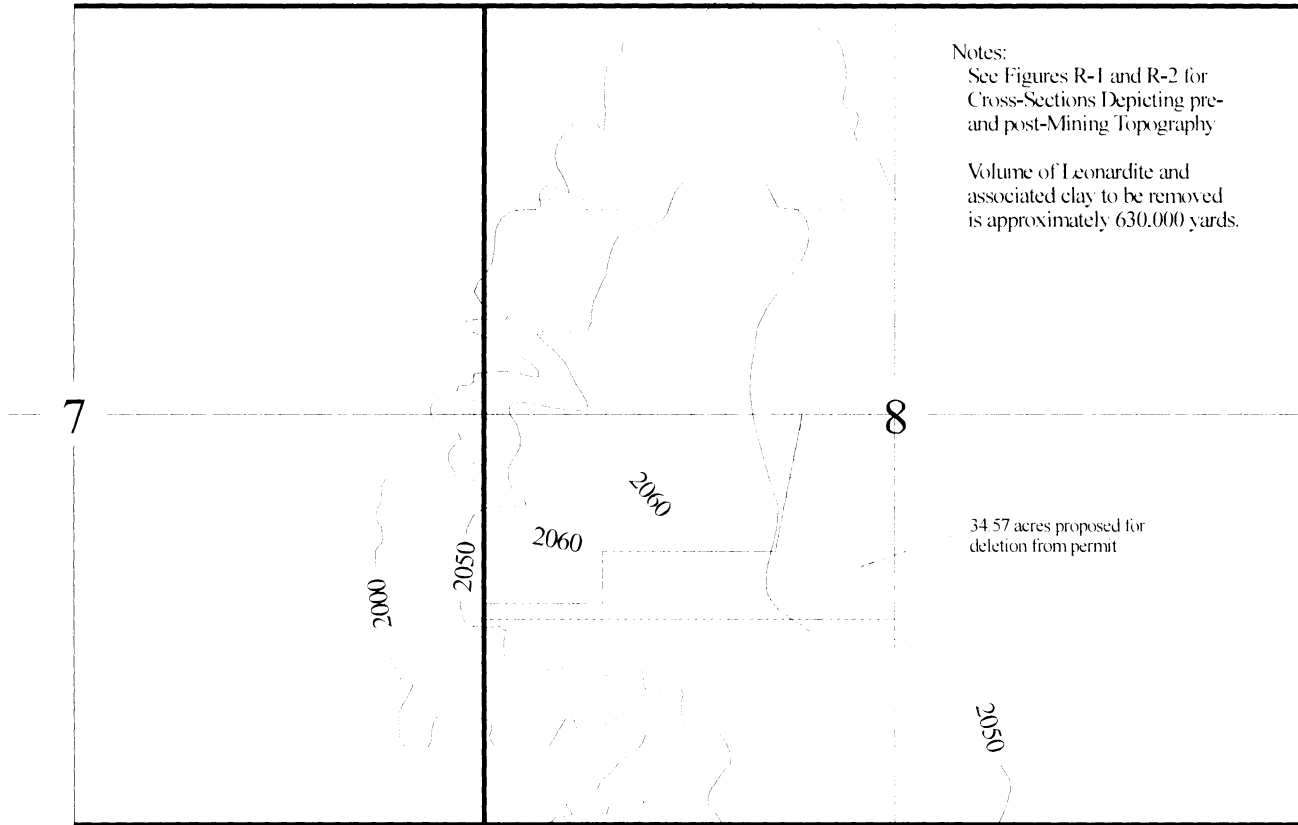 Notes:
See Figures R-1 and R-2 for
Cross-Sections Depicting pre-
and post-Mining Topography
Volume of Leonardite and
associated clay to be removed
is approximately 630,000 yards.
7
8
2060
2060
2050
2000
34.57 acres proposed for
deletion from permit
2050